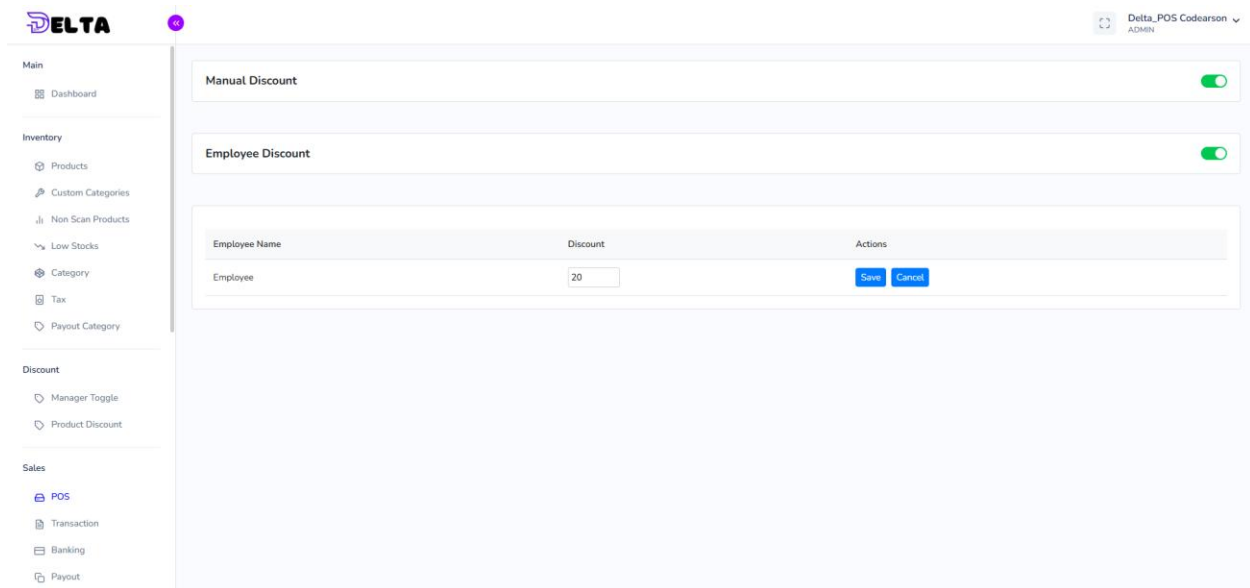 DELTA
Delta_POS Codearson
ADMIN
Main
Dashboard
Inventory
Products
Custom Categories
Non Scan Products
Low Stocks
Category
Tax
Payout Category
Discount
Manager Toggle
Product Discount
Sales
POS
Transaction
Banking
Payout
Manual Discount
Employee Discount
Employee Name Discount Actions
Employee 20 Save Cancel